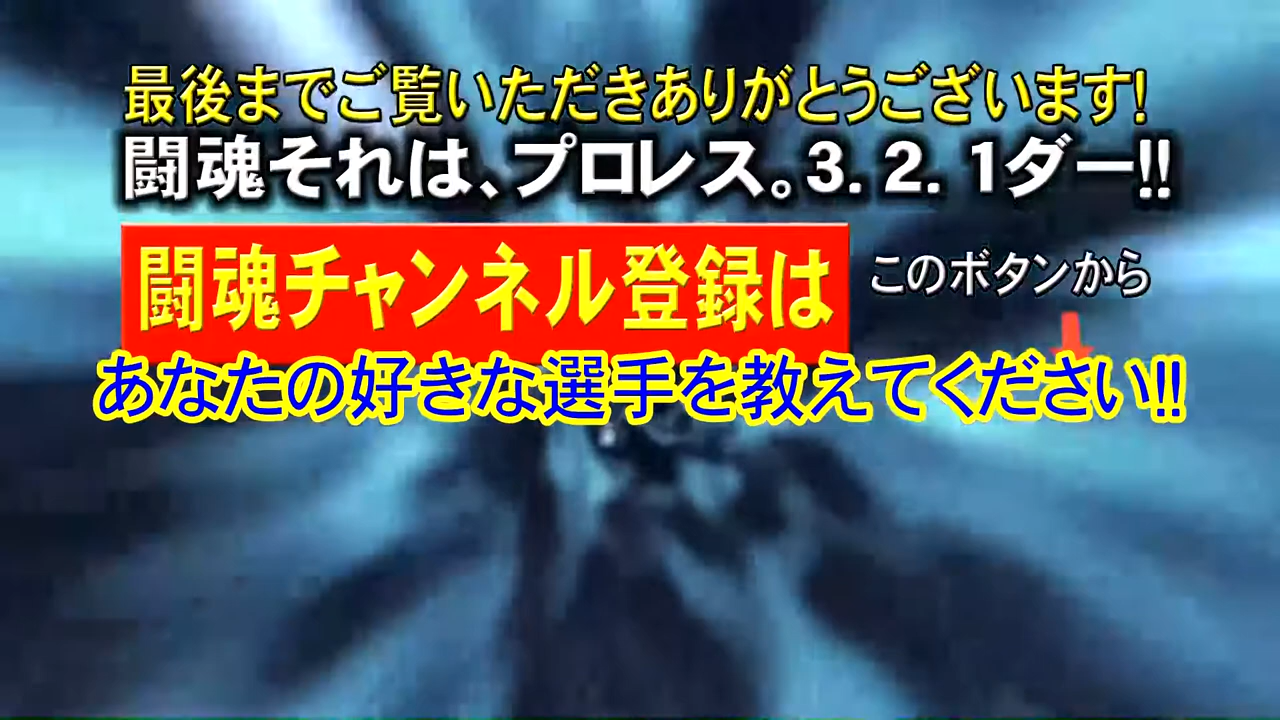 最後までご覧いただきありがとうございます!
闘魂それは、プロレス。3. 2. 1ダー!!
闘魂チャンネル登録は
このボタンから
あなたの好きな選手を教えてください!!